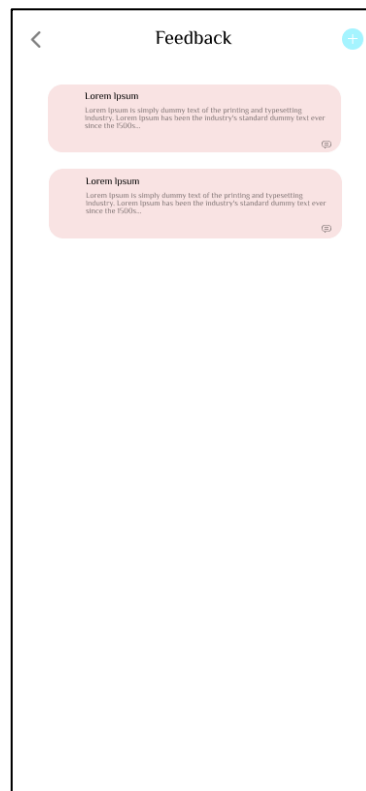 Feedback
Lorem Ipsum
Lorem Ipsum is simply dummy text of the printing and typesetting
industry. Lorem Ipsum has been the industry's standard dummy text ever
since the 1500s...
Lorem Ipsum
Lorem Ipsum is simply dummy text of the printing and typesetting
industry. Lorem Ipsum has been the industry's standard dummy text ever
since the 1500s...